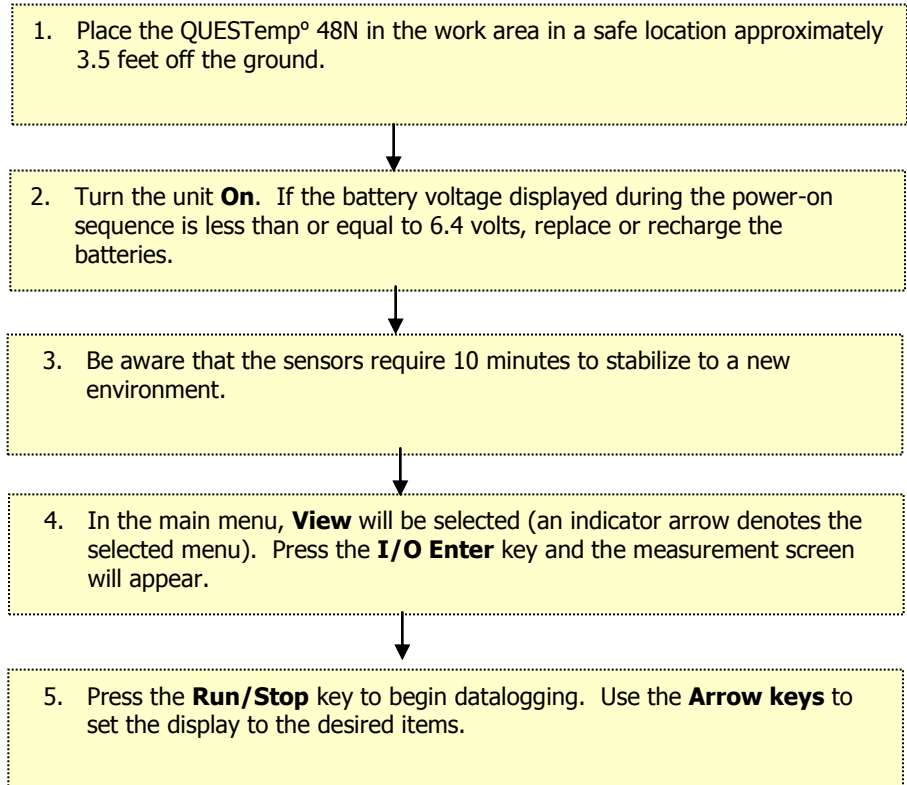 1. Place the QUESTempº 48N in the work area in a safe location approximately
3.5 feet off the ground.
2. Turn the unit On. If the battery voltage displayed during the power-on
sequence is less than or equal to 6.4 volts, replace or recharge the
batteries.
3. Be aware that the sensors require 10 minutes to stabilize to a new
environment.
4. In the main menu, View will be selected (an indicator arrow denotes the
selected menu). Press the I/O Enter key and the measurement screen
will appear.
5. Press the Run/Stop key to begin datalogging. Use the Arrow keys to
set the display to the desired items.